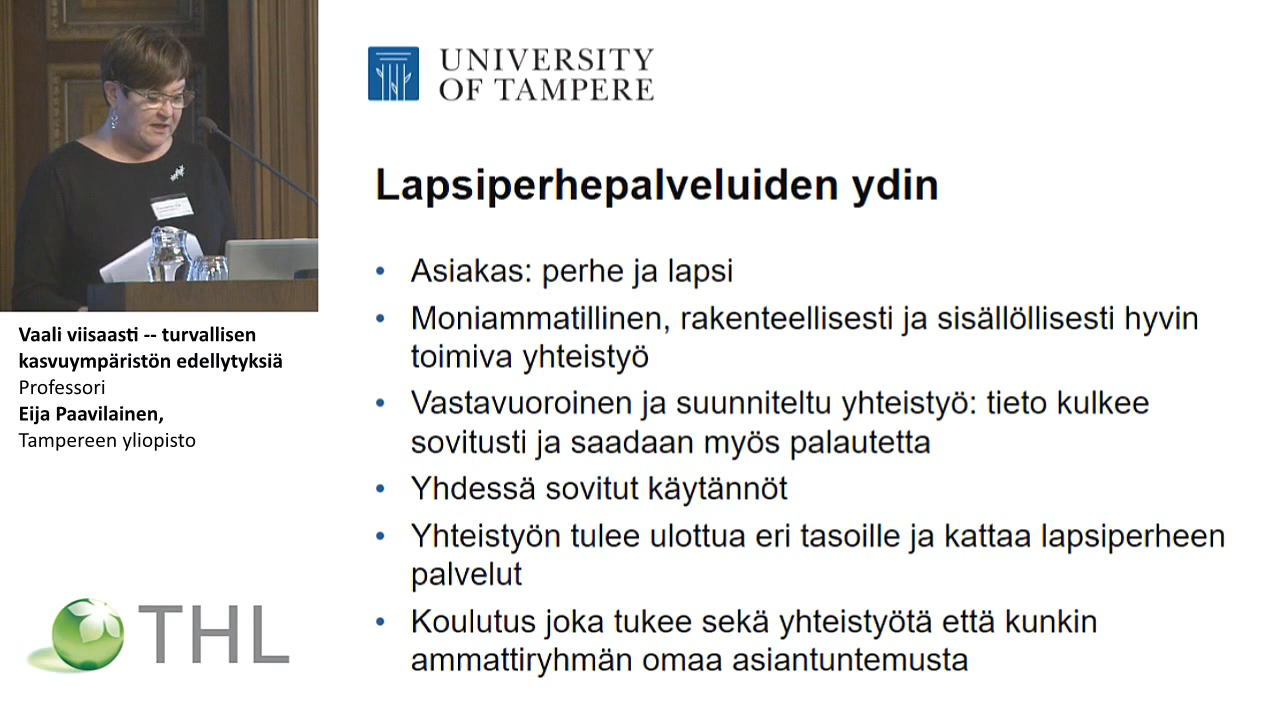 UNIVERSITY
OF TAMPERE
Lapsiperhepalveluiden ydin
• Asiakas: perhe ja lapsi
• Moniammatillinen, rakenteellisesti ja sisällöllisesti hyvin
toimiva yhteistyö
• Vastavuoroinen ja suunniteltu yhteistyö: tieto kulkee
sovitusti ja saadaan myös palautetta
• Yhdessä sovitut käytännöt
• Yhteistyön tulee ulottua eri tasoille ja kattaa lapsiperheen
palvelut
• Koulutus joka tukee sekä yhteistyötä että kunkin
ammattiryhmän omaa asiantuntemusta
Vaali viisaasti -- turvallisen
kasvuympäristön edellytyksiä
Professori
Eija Paavilainen,
Tampereen yliopisto
THL